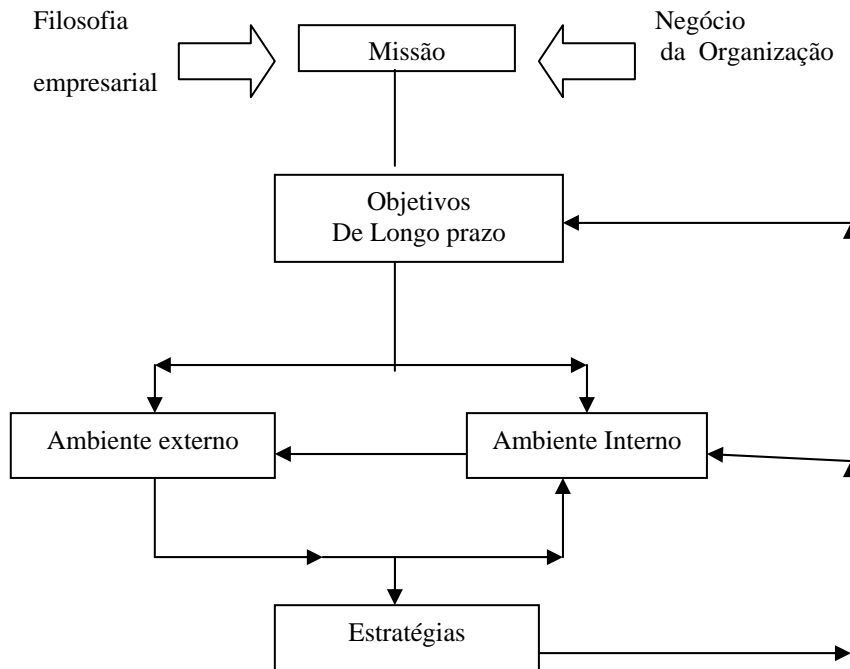 Filosofia
empresarial
Missão
Negócio
da Organização
Objetivos
De Longo prazo
Ambiente externo
Ambiente Interno
Estratégias